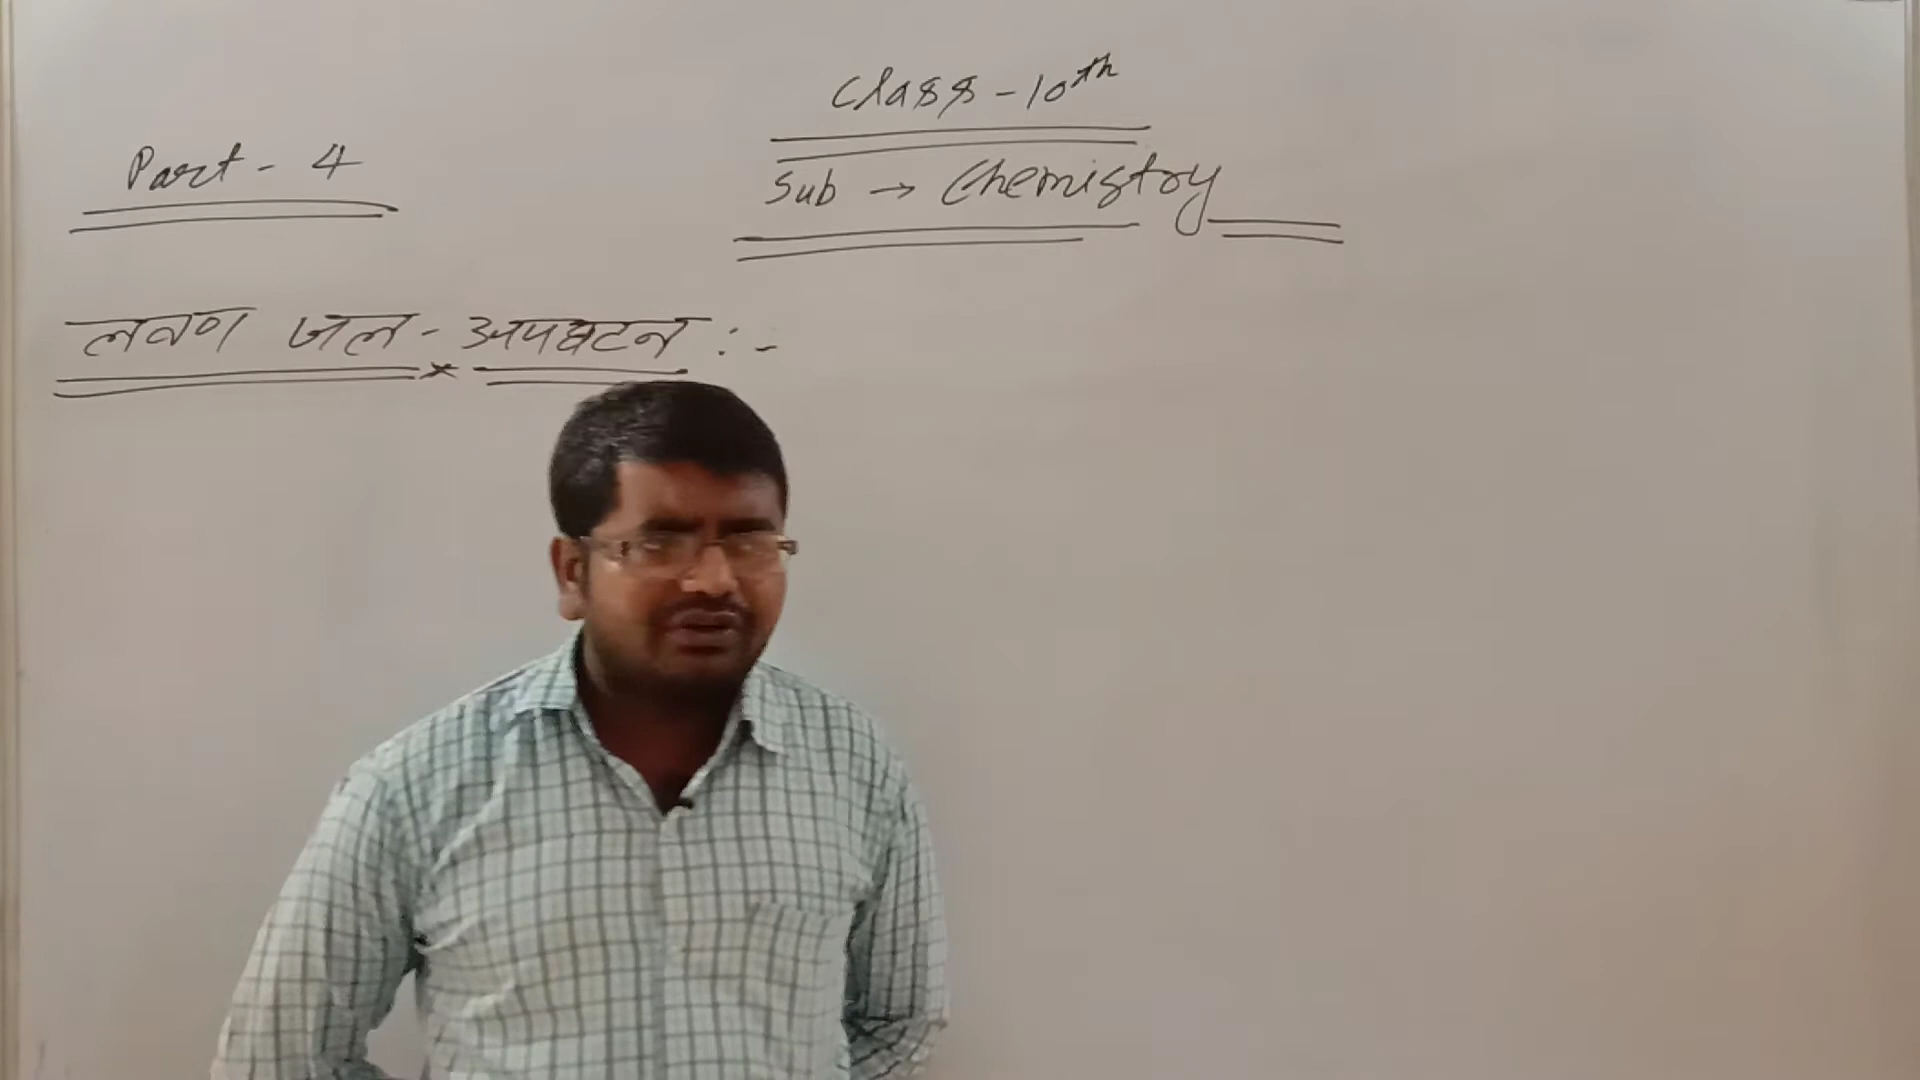 Class - 10th
Part - 4
Sub → Chemistry
लवण जल - अपघटन :-